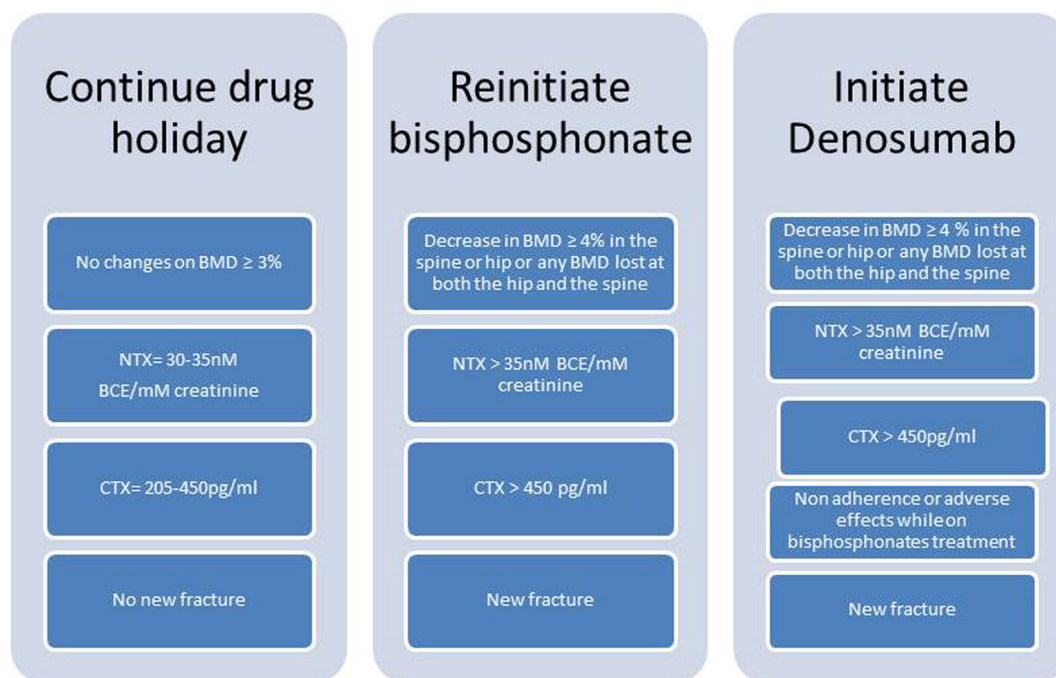 Continue drug
holiday
No changes on BMD ≥ 3%
NTX= 30-35nM
BCE/mM creatinine
CTX= 205-450pg/ml
No new fracture
Reinitiate
bisphosphonate
Decrease in BMD ≥ 4% in the
spine or hip or any BMD lost at
both the hip and the spine
NTX > 35nM BCE/mM
creatinine
CTX > 450 pg/ml
New fracture
Initiate
Denosumab
Decrease in BMD ≥ 4 % in the
spine or hip or any BMD lost at
both the hip and the spine
NTX > 35nM BCE/mM
creatinine
CTX > 450pg/ml
Non adherence or adverse
effects while on
bisphosphonates treatment
New fracture